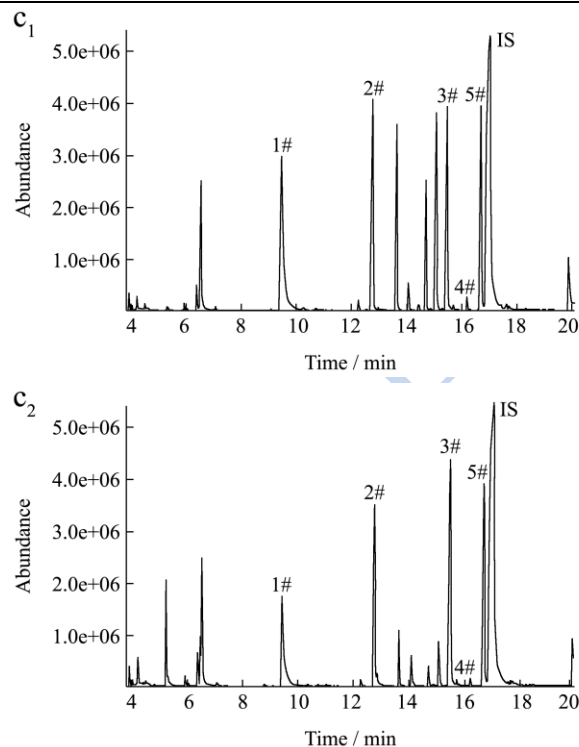 c1
IS
5.0e+06
2#
3#
5#
4.0e+06
1#
3.0e+06
2.0e+06
1.0e+06
4#
Abundance
4 6 8 10 12 14 16 18 20
Time / min
c2
IS
5.0e+06
3#
5#
2#
4.0e+06
3.0e+06
1#
2.0e+06
1.0e+06
4#
Abundance
4 6 8 10 12 14 16 18 20
Time / min